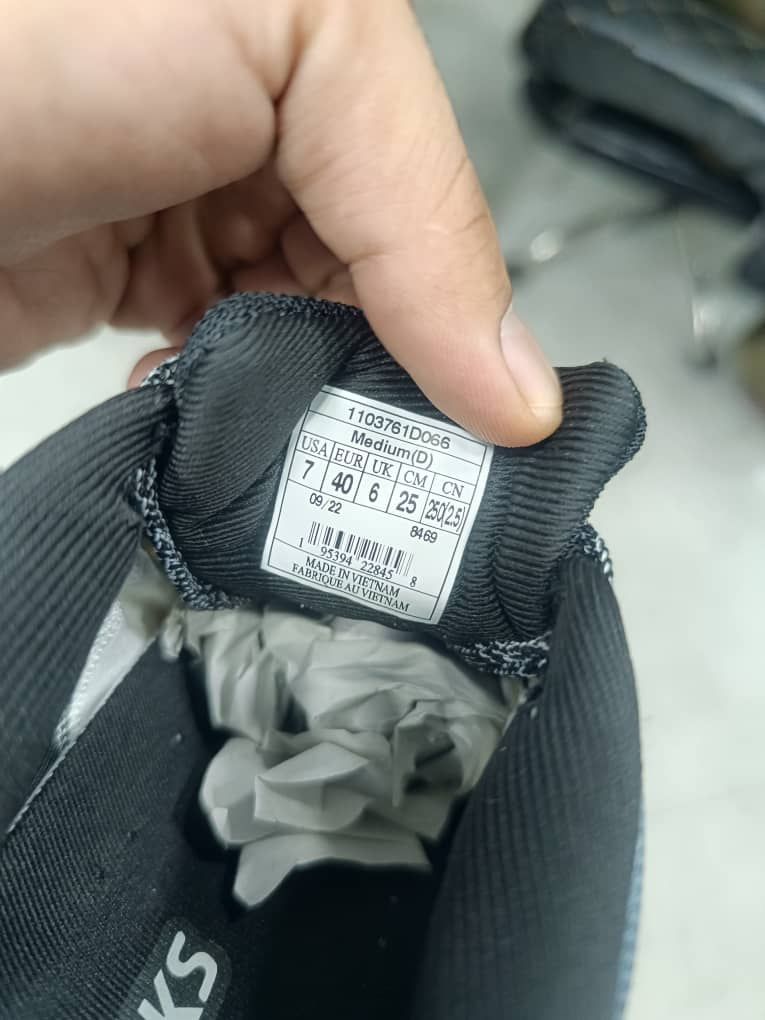 1103761D066
Medium(D)
USA EUR UK CM CN
7 40 6 25 250(2.5)
09/22 8469
1 95394 22845 8
MADE IN VIETNAM
FABRIQUE AU VIETNAM
KS